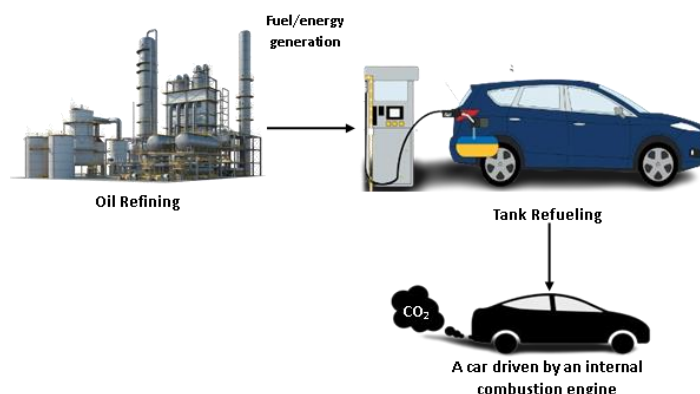 Fuel/energy
generation
Oil Refining
Tank Refueling
CO₂
A car driven by an internal
combustion engine